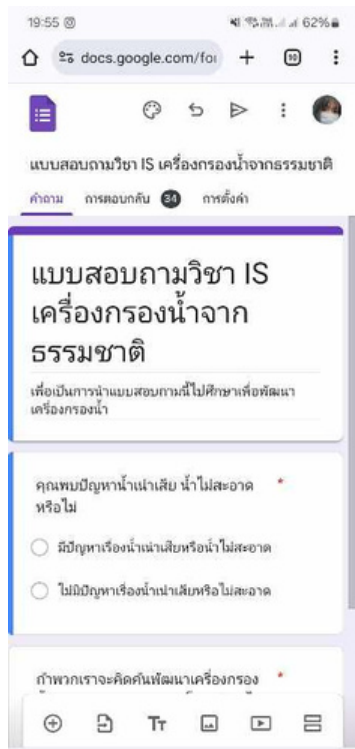 19:55
62%
docs.google.com/for
แบบสอบถามวิชา IS เครื่องกรองน้ำจากธรรมชาติ
คำถาม การตอบกลับ 34 การตั้งค่า
แบบสอบถามวิชา IS
เครื่องกรองน้ำจาก
ธรรมชาติ
เพื่อเป็นการนำแบบสอบถามนี้ไปศึกษาเพื่อพัฒนา
เครื่องกรองน้ำ
คุณพบปัญหาน้ำเน่าเสีย น้ำไม่สะอาด *
หรือไม่
มีปัญหาเรื่องน้ำเน่าเสียหรือน้ำไม่สะอาด
ไม่มีปัญหาเรื่องน้ำเน่าเสียหรือไม่สะอาด
ถ้าพวกเราจะคิดค้นพัฒนาเครื่องกรอง *